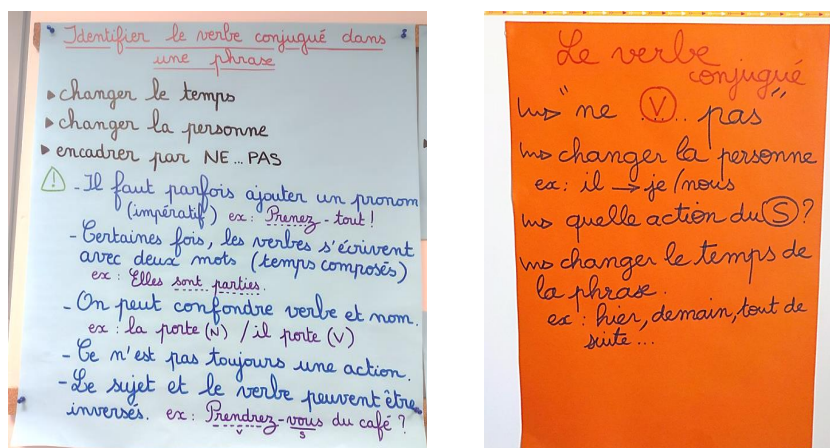 Identifier le verbe conjugué dans
une phrase
▸ changer le temps
▸ changer la personne
▸ encadrer par NE...PAS
- Il faut parfois ajouter un pronom
(impératif) ex : Prenez - tout !
- Certaines fois, les verbes s'écrivent
avec deux mots (temps composés)
ex : Elles sont parties.
- On peut confondre verbe et nom.
ex : la porte (N) / il porte (V)
- Ce n'est pas toujours une action.
- Le sujet et le verbe peuvent être
inversés. ex : Prendrez-vous du café ?
V S
Le verbe
conjugué
"ne ..V.. pas"
changer la personne
ex : il → je/nous
quelle action du S ?
changer le temps de
la phrase.
ex : hier, demain, tout de
suite ...